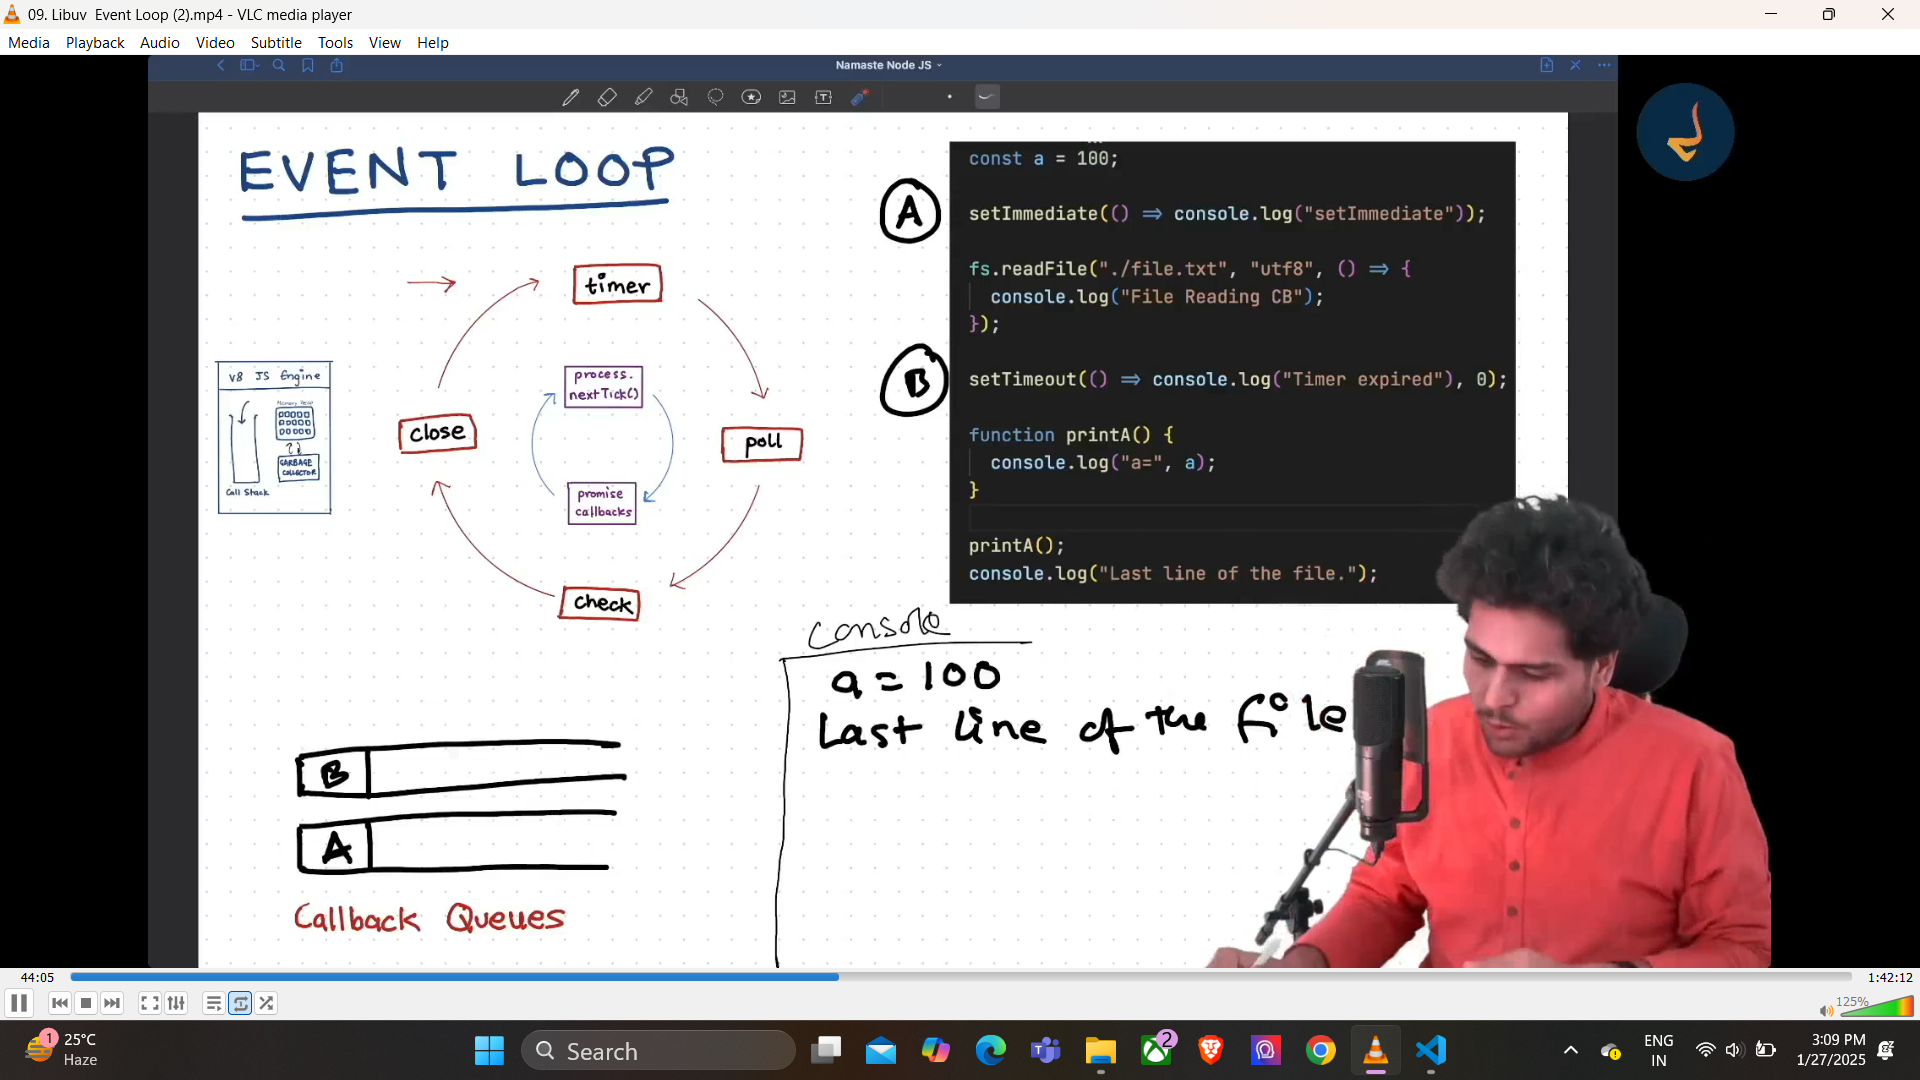 09. Libuv  Event Loop (2).mp4 - VLC media player
Media Playback Audio Video Subtitle Tools View Help
Namaste Node JS
EVENT LOOP
timer
poll
check
close
process.
nextTick()
promise
callbacks
V8 JS Engine
Memory Heap
GARBAGE
COLLECTOR
Call Stack
A
B
const a = 100;
setImmediate(() => console.log("setImmediate"));
fs.readFile("./file.txt", "utf8", () => {
console.log("File Reading CB");
});
setTimeout(() => console.log("Timer expired"), 0);
function printA() {
console.log("a=", a);
}
printA();
console.log("Last line of the file.");
Console
a = 100
Last line of the file
B
A
Callback Queues
44:05
1:42:12
125%
1
25°C
Haze
Search
2
ENG
IN
3:09 PM
1/27/2025